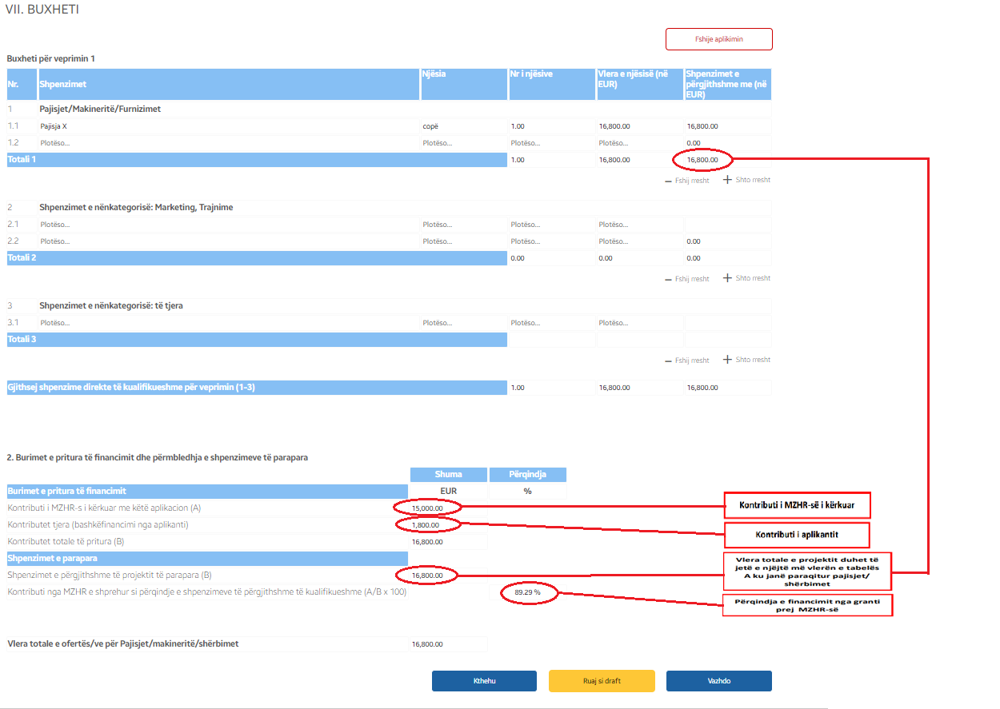 VII. BUXHETI
Fshije aplikimin
Buxheti për veprimin 1
Nr. Shpenzimet Njësia Nr i njësive Vlera e njësisë (në EUR) Shpenzimet e përgjithshme me (në EUR)
1 Pajisjet/Makineritë/Furnizimet
1.1 Pajisja X copë 1.00 16,800.00 16,800.00
1.2 Plotëso... Plotëso... Plotëso... Plotëso... 0.00
Totali 1 1.00 16,800.00 16,800.00
Fshij rresht Shto rresht
2 Shpenzimet e nënkategorisë: Marketing, Trajnime
2.1 Plotëso... Plotëso... Plotëso... Plotëso...
2.2 Plotëso... Plotëso... Plotëso... Plotëso... 0.00
Totali 2 0.00 0.00 0.00
Fshij rresht Shto rresht
3 Shpenzimet e nënkategorisë: të tjera
3.1 Plotëso... Plotëso... Plotëso... Plotëso...
Totali 3
Fshij rresht Shto rresht
Gjithsej shpenzime direkte të kualifikueshme për veprimin (1-3) 1.00 16,800.00 16,800.00
2. Burimet e pritura të financimit dhe përmbledhja e shpenzimeve të parapara
Shuma Përqindja
Burimet e pritura të financimit EUR %
Kontributi i MZHR-s i kërkuar me këtë aplikacion (A) 15,000.00
Kontributi i MZHR-së i kërkuar
Kontributet tjera (bashkëfinancimi nga aplikanti) 1,800.00
Kontributi i aplikantit
Kontributet totale të pritura (B) 16,800.00
Shpenzimet e parapara
Shpenzimet e përgjithshme të projektit të parapara (B) 16,800.00
Vlera totale e projektit duhet të
jetë e njëjtë më vlerën e tabelës
A ku janë paraqitur pajisjet/
shërbimet
Kontributi nga MZHR e shprehur si përqindje e shpenzimeve të përgjithshme të kualifikueshme (A/B x 100) 89.29 %
Përqindja e financimit nga granti
prej MZHR-së
Vlera totale e ofertës/ve për Pajisjet/makineritë/shërbimet 16,800.00
Kthehu Ruaj si draft Vazhdo